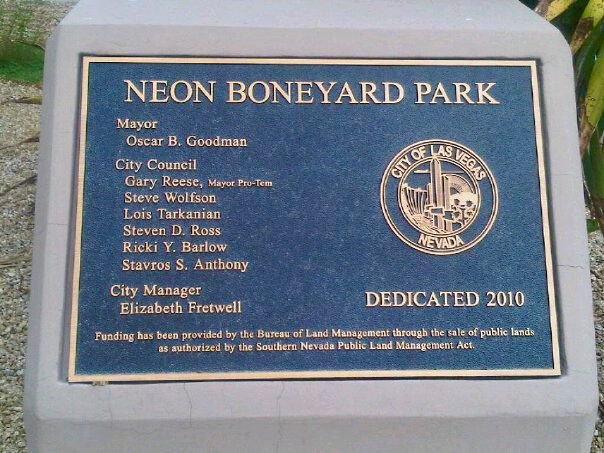 NEON BONEYARD PARK
Mayor
Oscar B. Goodman
City Council
Gary Reese, Mayor Pro-Tem
Steve Wolfson
Lois Tarkanian
Steven D. Ross
Ricki Y. Barlow
Stavros S. Anthony
City Manager
Elizabeth Fretwell
CITY OF LAS VEGAS
NEVADA
DEDICATED 2010
Funding has been provided by the Bureau of Land Management through the sale of public lands
as authorized by the Southern Nevada Public Land Management Act.